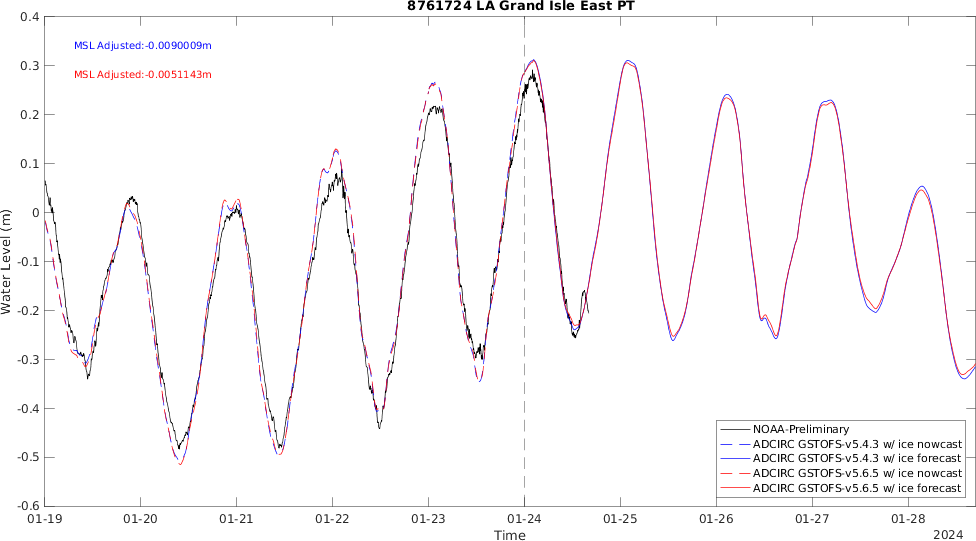 8761724 LA Grand Isle East PT
0.4
MSL Adjusted:-0.0090009m
0.3
MSL Adjusted:-0.0051143m
0.2
0.1
0
-0.1
-0.2
-0.3
-0.4
-0.5
-0.6
Water Level (m)
NOAA-Preliminary
ADCIRC GSTOFS-v5.4.3 w/ ice nowcast
ADCIRC GSTOFS-v5.4.3 w/ ice forecast
ADCIRC GSTOFS-v5.6.5 w/ ice nowcast
ADCIRC GSTOFS-v5.6.5 w/ ice forecast
01-19 01-20 01-21 01-22 01-23 01-24 01-25 01-26 01-27 01-28
Time
2024